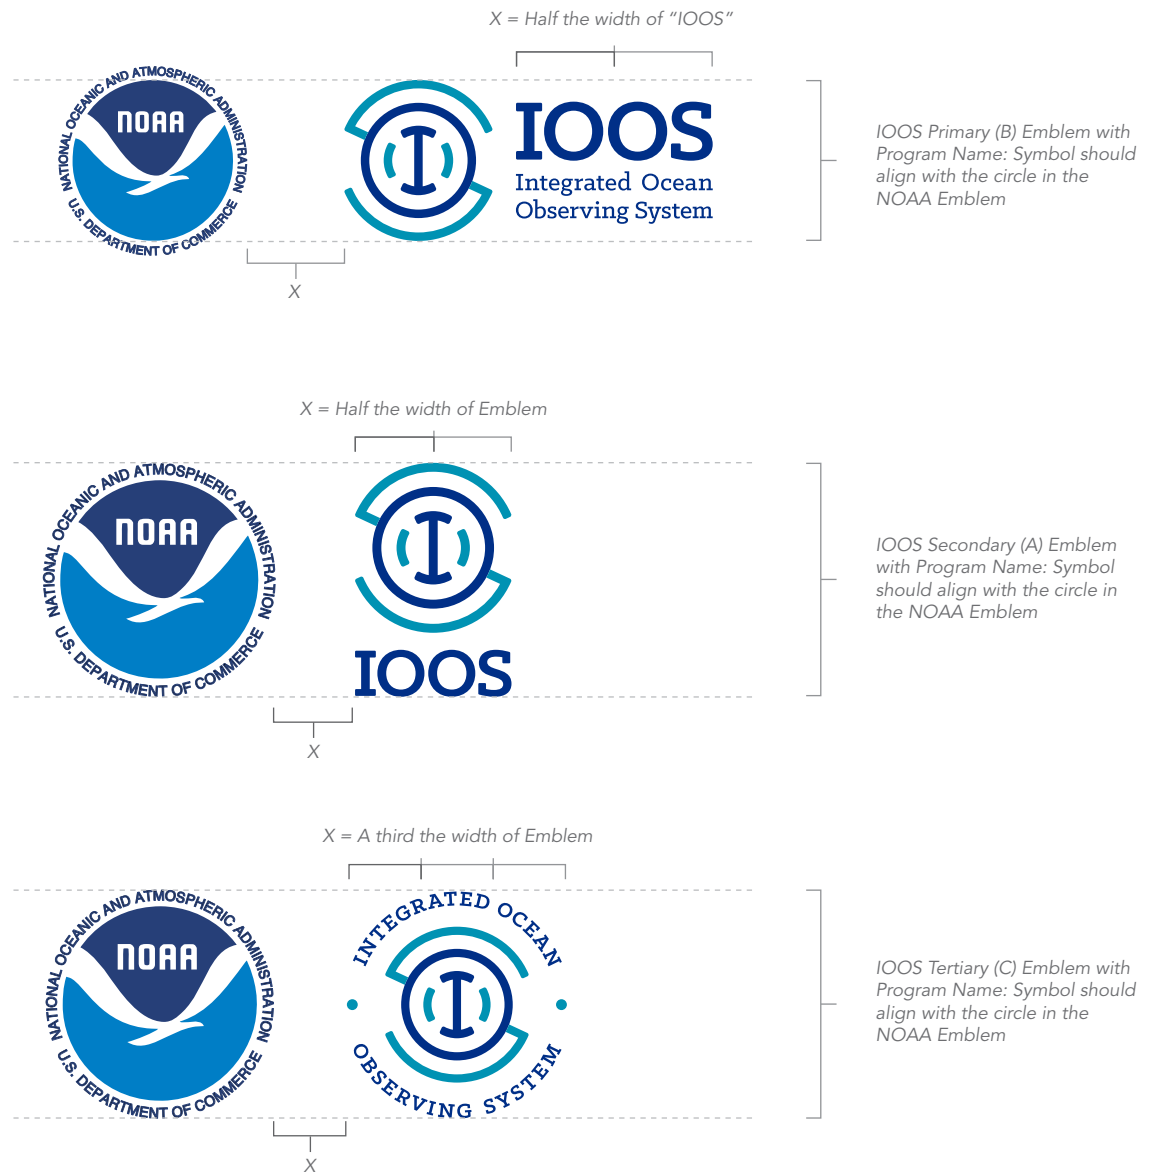 X = Half the width of “IOOS”
NATIONAL OCEANIC AND ATMOSPHERIC ADMINISTRATION
NOAA
U.S. DEPARTMENT OF COMMERCE
I
IOOS
Integrated Ocean
Observing System
IOOS Primary (B) Emblem with
Program Name: Symbol should
align with the circle in the
NOAA Emblem
X
X = Half the width of Emblem
NATIONAL OCEANIC AND ATMOSPHERIC ADMINISTRATION
NOAA
U.S. DEPARTMENT OF COMMERCE
I
IOOS
IOOS Secondary (A) Emblem
with Program Name: Symbol
should align with the circle in
the NOAA Emblem
X
X = A third the width of Emblem
NATIONAL OCEANIC AND ATMOSPHERIC ADMINISTRATION
NOAA
U.S. DEPARTMENT OF COMMERCE
INTEGRATED OCEAN
I
OBSERVING SYSTEM
IOOS Tertiary (C) Emblem with
Program Name: Symbol should
align with the circle in the
NOAA Emblem
X